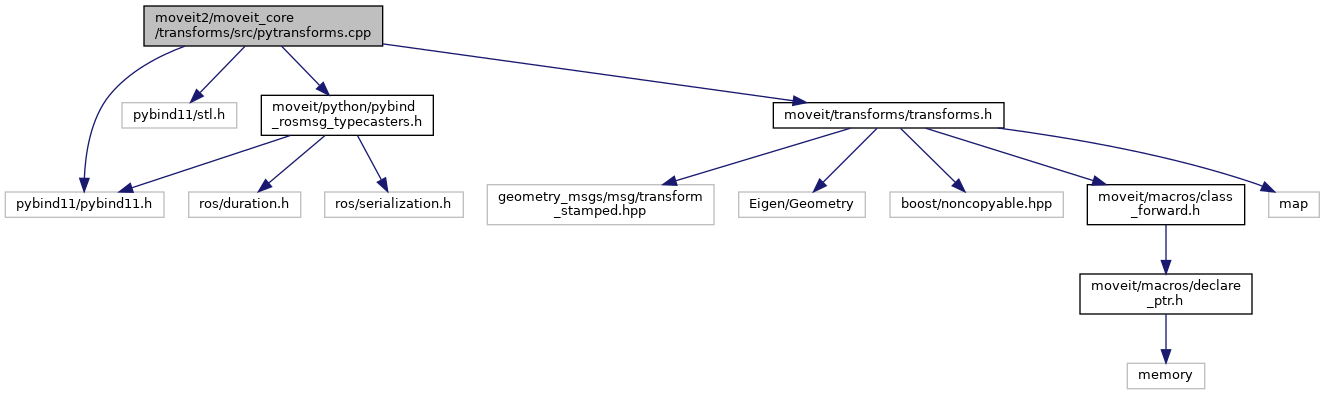 moveit2/moveit_core
/transforms/src/pytransforms.cpp
pybind11/stl.h
moveit/python/pybind
_rosmsg_typecasters.h
moveit/transforms/transforms.h
pybind11/pybind11.h
ros/duration.h
ros/serialization.h
geometry_msgs/msg/transform
_stamped.hpp
Eigen/Geometry
boost/noncopyable.hpp
moveit/macros/class
_forward.h
map
moveit/macros/declare
_ptr.h
memory